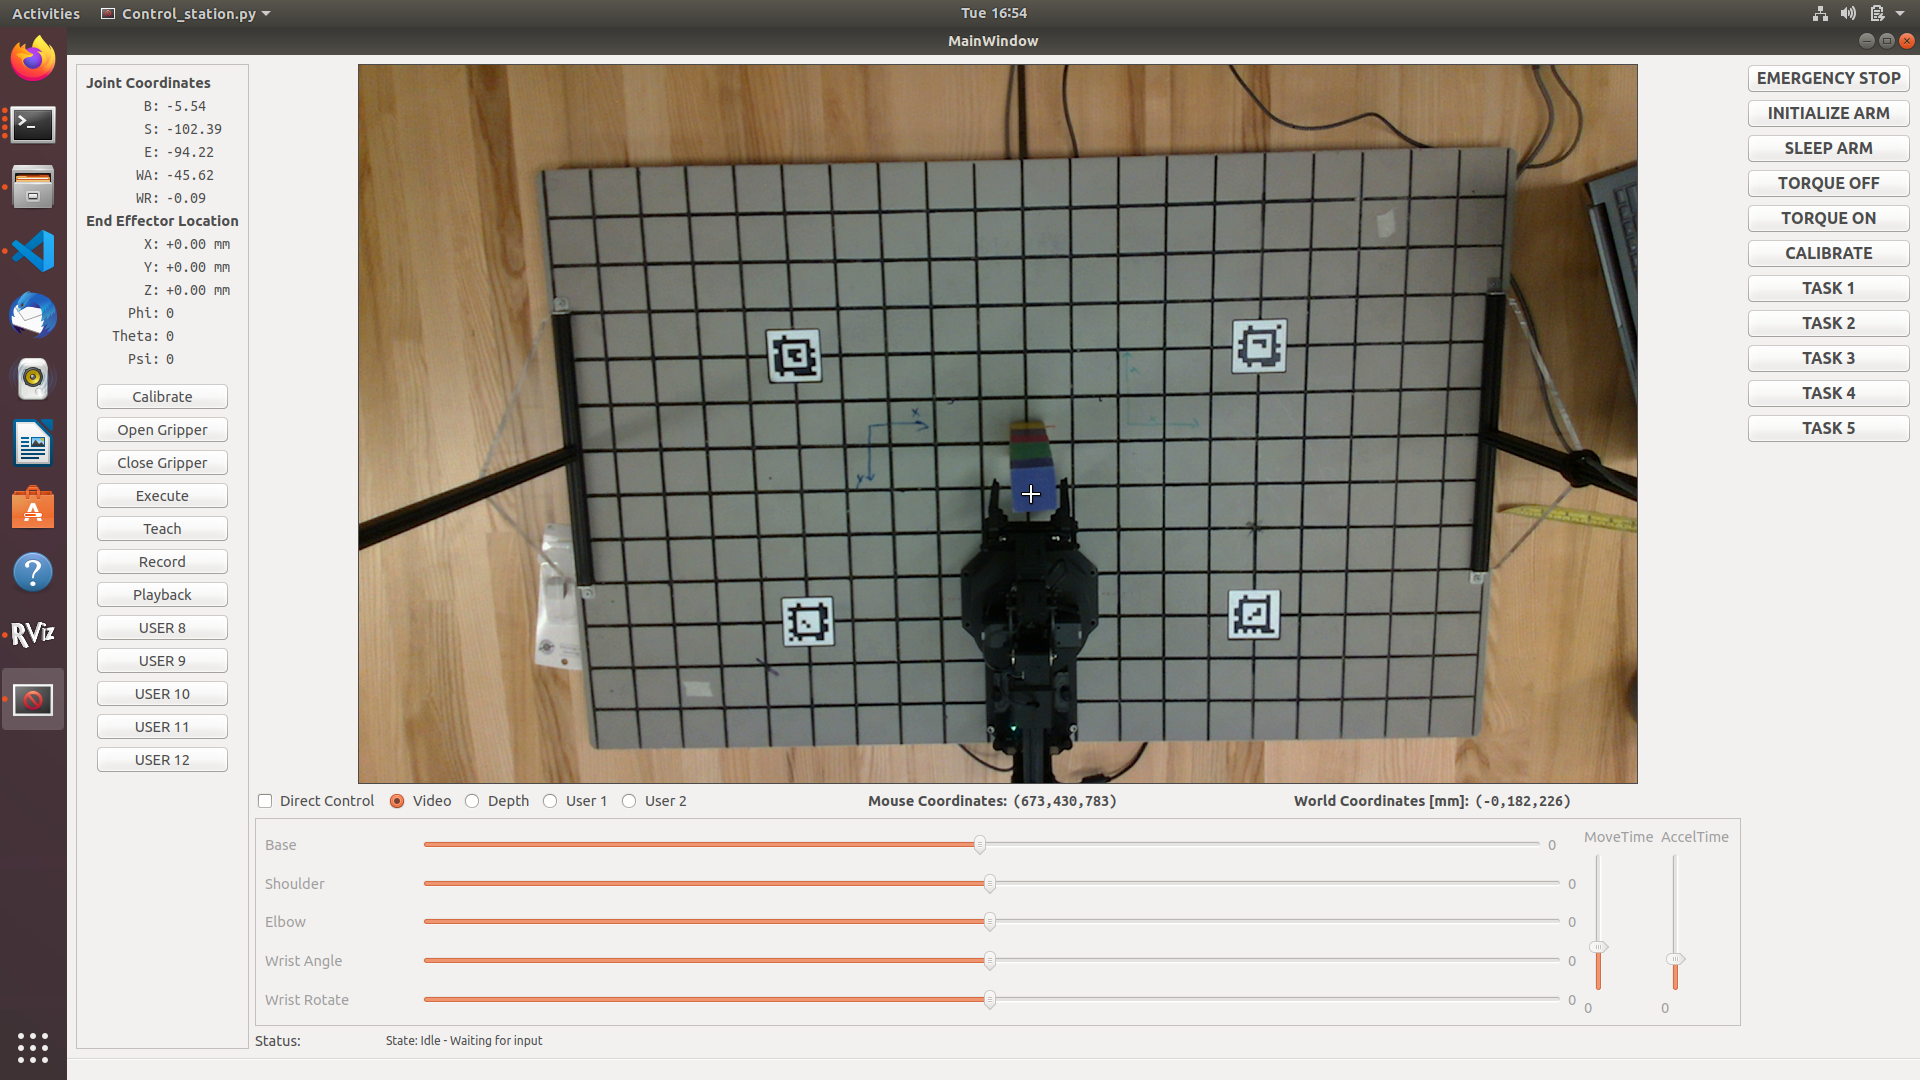 Activities
Control_station.py
Tue 16:54
MainWindow
Joint Coordinates
B: -5.54
S: -102.39
E: -94.22
WA: -45.62
WR: -0.09
End Effector Location
X: +0.00 mm
Y: +0.00 mm
Z: +0.00 mm
Phi: 0
Theta: 0
Psi: 0
Calibrate
Open Gripper
Close Gripper
Execute
Teach
Record
Playback
USER 8
USER 9
USER 10
USER 11
USER 12
RViz
x
y
EMERGENCY STOP
INITIALIZE ARM
SLEEP ARM
TORQUE OFF
TORQUE ON
CALIBRATE
TASK 1
TASK 2
TASK 3
TASK 4
TASK 5
Direct Control
Video
Depth
User 1
User 2
Mouse Coordinates: (673,430,783)
World Coordinates [mm]: (-0,182,226)
Base 0
Shoulder 0
Elbow 0
Wrist Angle 0
Wrist Rotate 0
MoveTime AccelTime
0 0
Status: State: Idle - Waiting for input